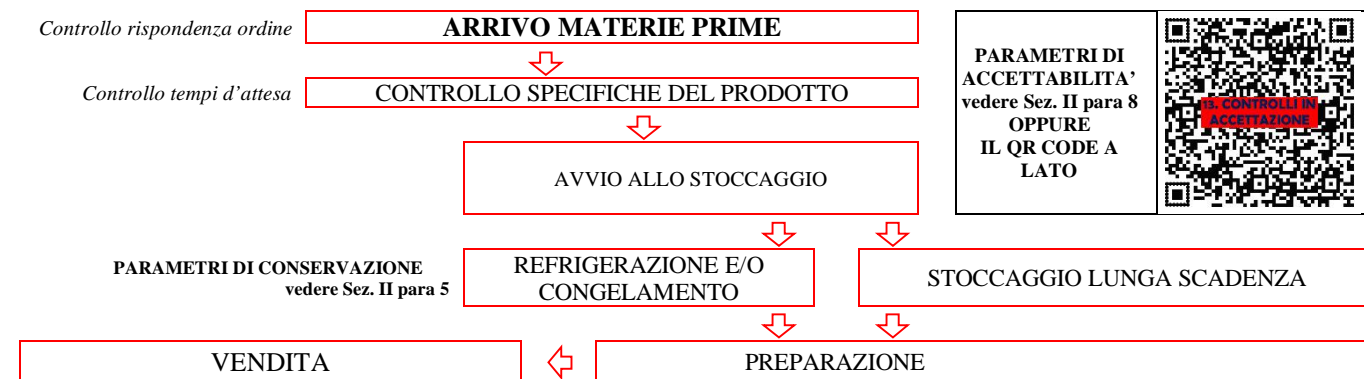 Controllo rispondenza ordine
ARRIVO MATERIE PRIME
Controllo tempi d'attesa
CONTROLLO SPECIFICHE DEL PRODOTTO
AVVIO ALLO STOCCAGGIO
PARAMETRI DI
ACCETTABILITA'
vedere Sez. II para 8
OPPURE
IL QR CODE A
LATO
13. CONTROLLI IN
ACCETTAZIONE
PARAMETRI DI CONSERVAZIONE
vedere Sez. II para 5
REFRIGERAZIONE E/O
CONGELAMENTO
STOCCAGGIO LUNGA SCADENZA
VENDITA
PREPARAZIONE